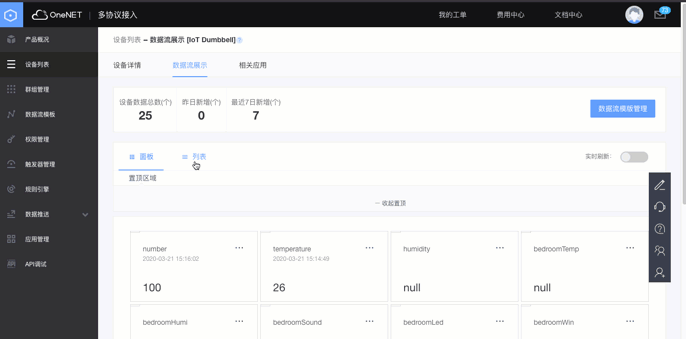 OneNET | 多协议接入
我的工单 费用中心 文档中心 73
产品概况
设备列表
群组管理
数据流模板
权限管理
触发器管理
规则引擎
数据推送
应用管理
API调试
设备列表 – 数据流展示 [IoT Dumbbell]
设备详情 数据流展示 相关应用
设备数据总数(个) 昨日新增(个) 最近7日新增(个)
25 0 7
数据流模版管理
面板 列表 实时刷新:
置顶区域
收起置顶
number temperature humidity bedroomTemp
2020-03-21 15:16:02 2020-03-21 15:14:49
100 26 null null
bedroomHumi bedroomSound bedroomLed bedroomWin